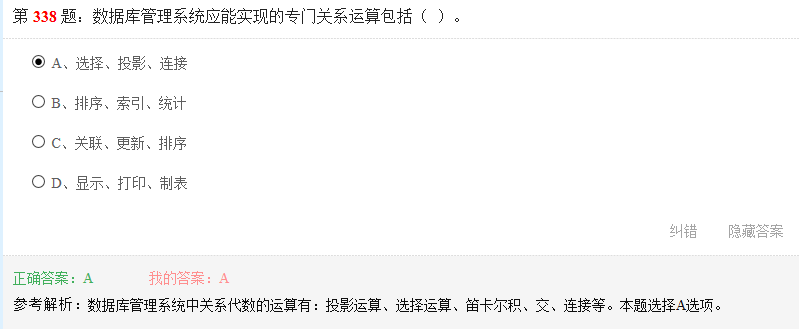 第 338 题：数据库管理系统应能实现的专门关系运算包括（ ）。
A、选择、投影、连接
B、排序、索引、统计
C、关联、更新、排序
D、显示、打印、制表
纠错 隐藏答案
正确答案：A 我的答案：A
参考解析：数据库管理系统中关系代数的运算有：投影运算、选择运算、笛卡尔积、交、连接等。本题选择A选项。